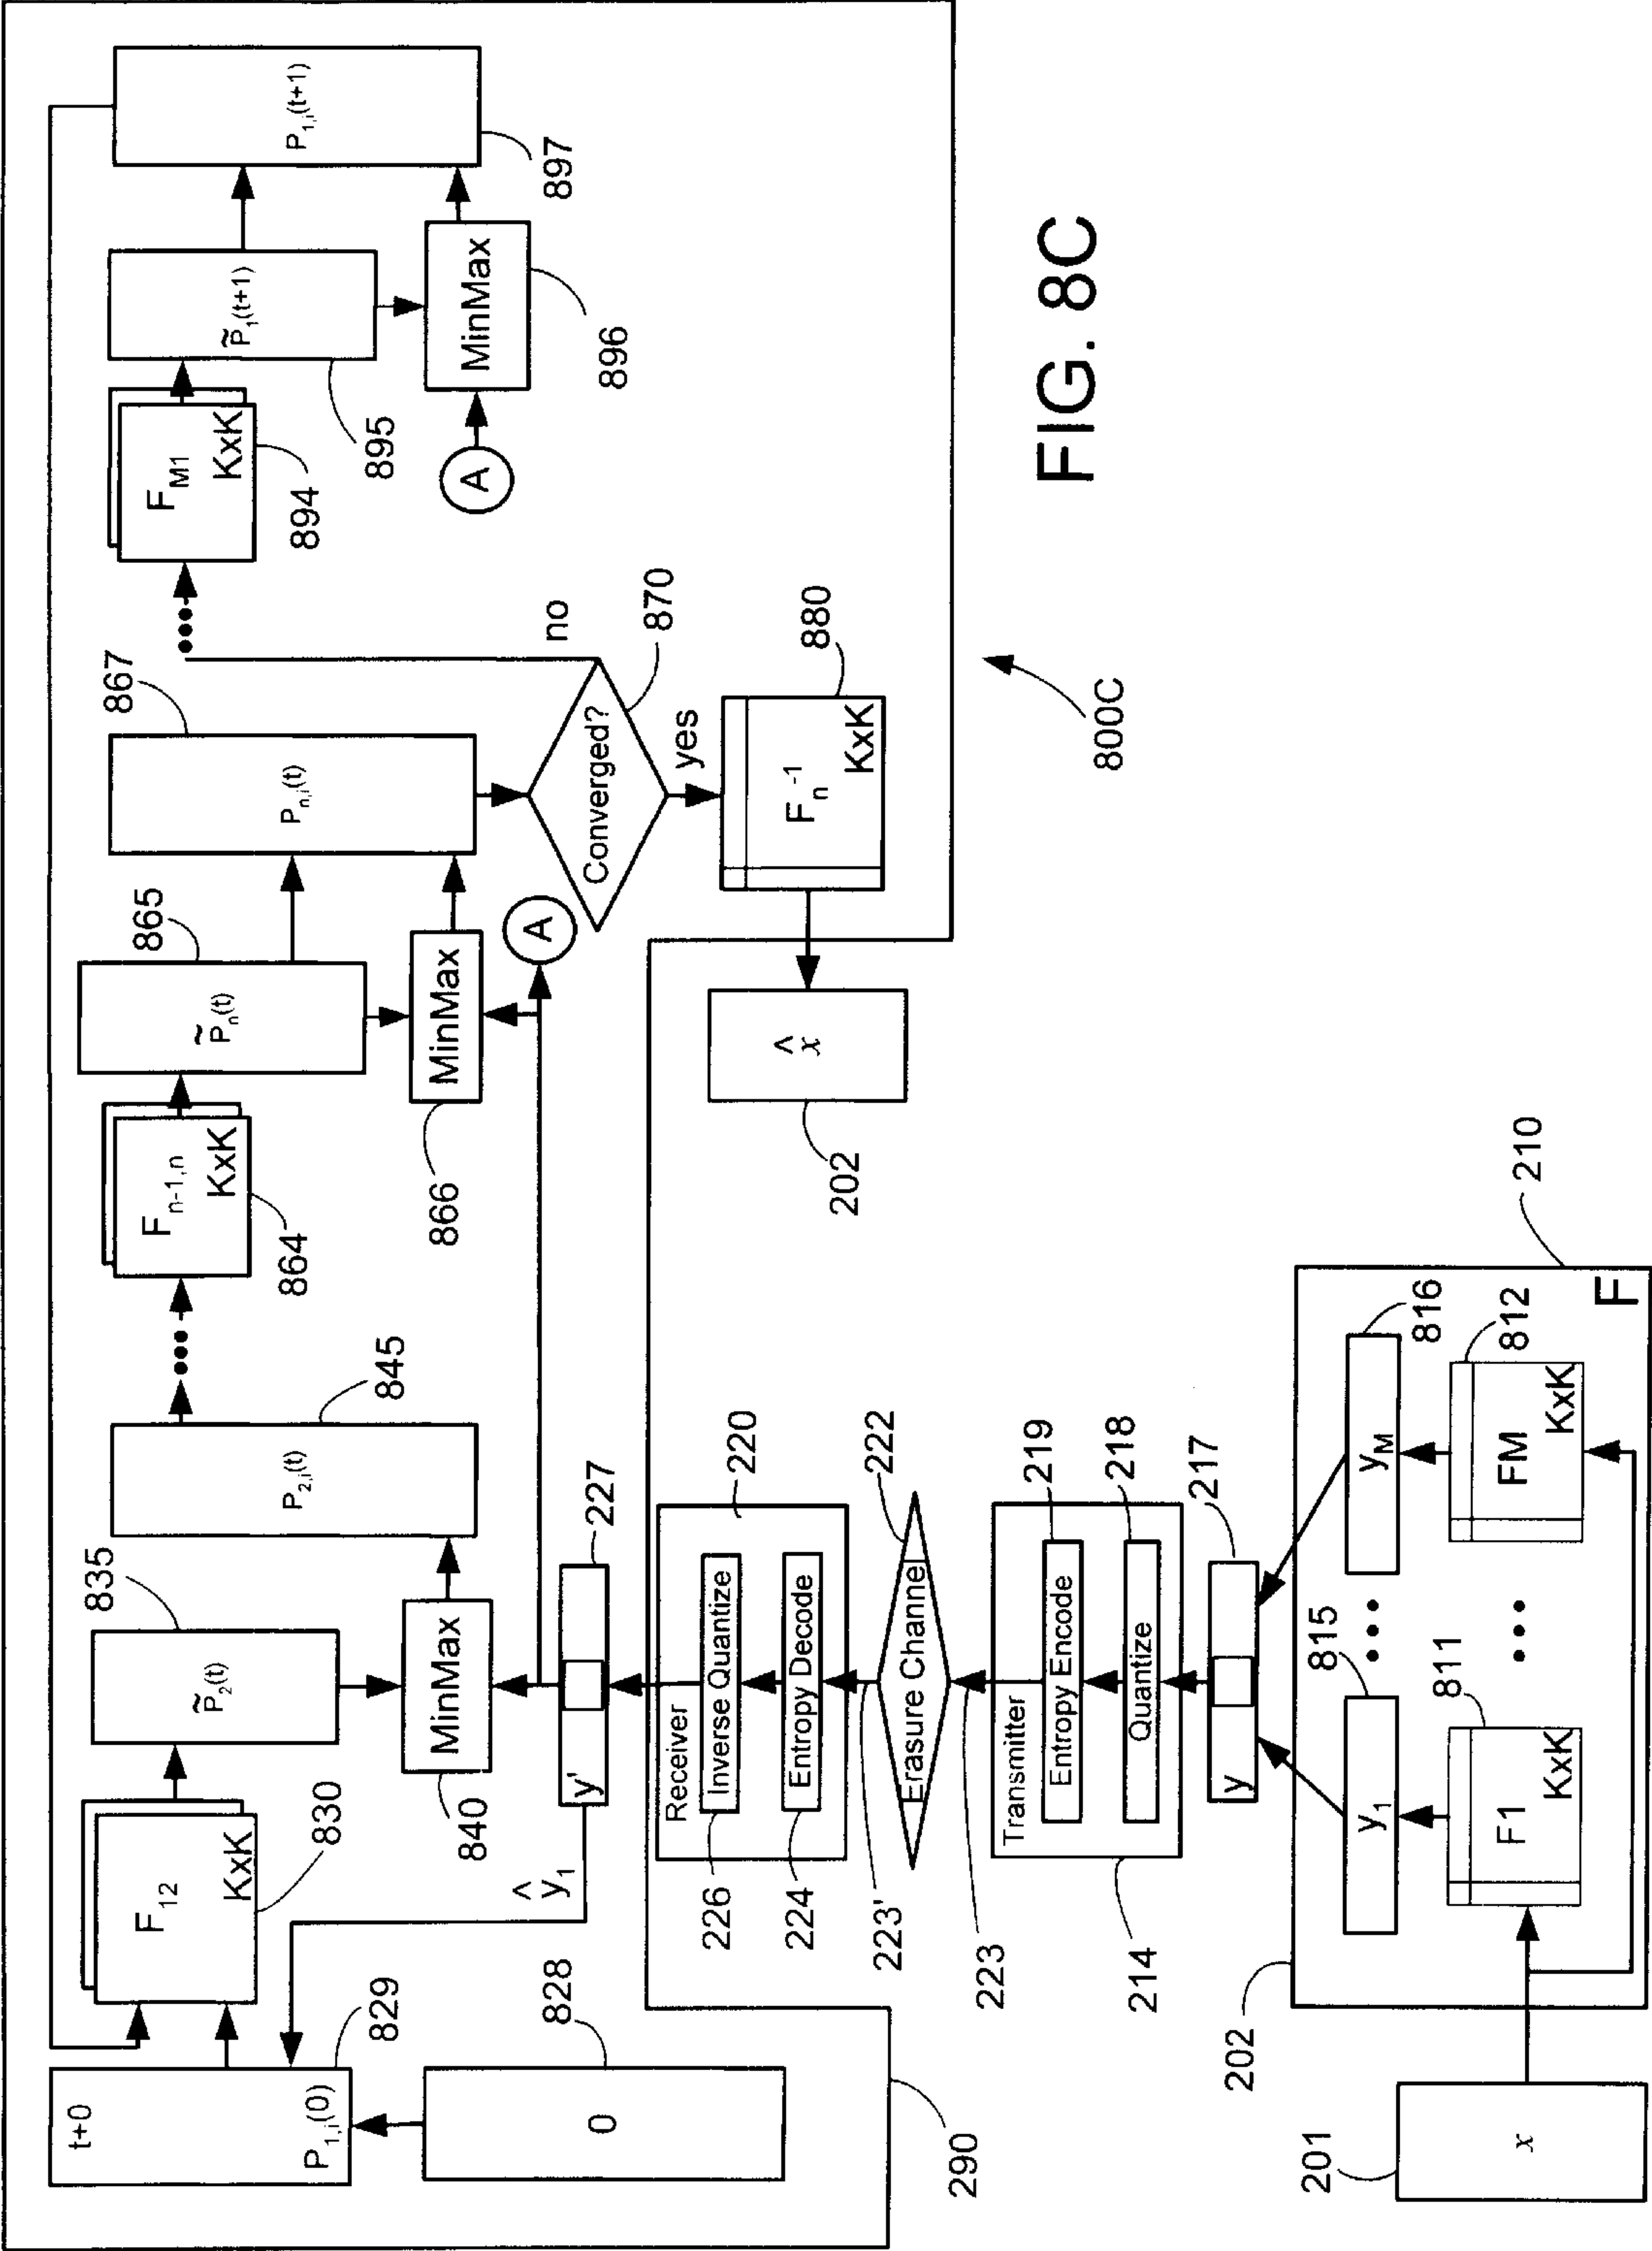 t+0
P1,i(0)
829
0
828
290
F12
KxK
830
P̃2(t)
835
MinMax
840
ŷ1
y'
227
P2,i(t)
845
Fn-1,n
KxK
864
P̃n(t)
865
MinMax
866
A
Pn,i(t)
867
Converged?
870
no
yes
Fn-1
KxK
880
x̂
202
FM1
KxK
894
P̃1(t+1)
895
A
MinMax
896
P1,i(t+1)
897
Receiver
Inverse Quantize
226
Entropy Decode
224
220
223'
Erasure Channel
222
223
Transmitter
Entropy Encode
219
Quantize
218
214
y
217
202
y1
815
yM
816
F1
KxK
811
FM
KxK
812
F
210
x
201
800C
FIG. 8C